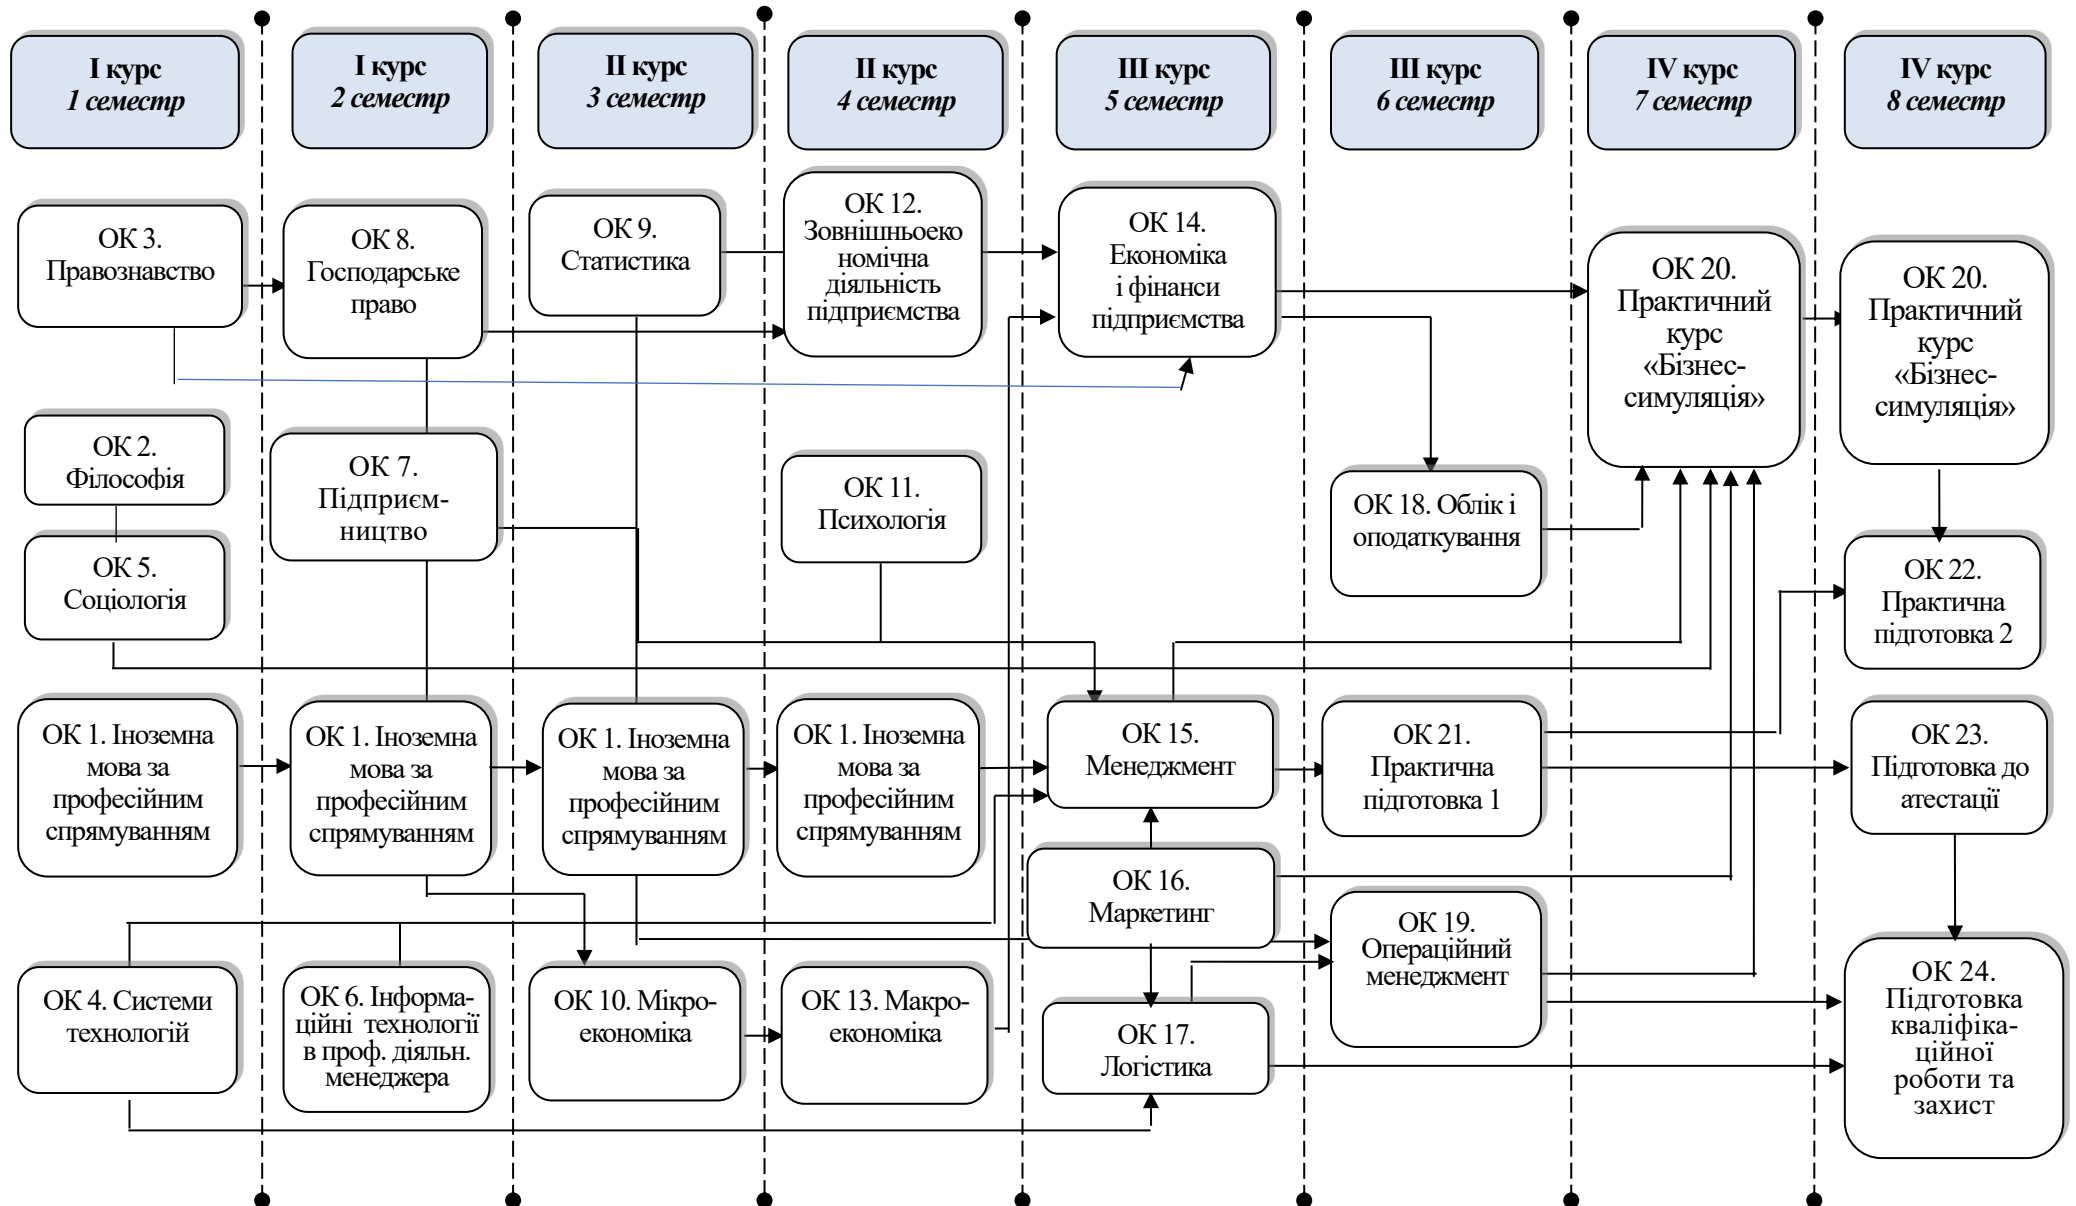 І курс
1 семестр
І курс
2 семестр
ІІ курс
3 семестр
ІІ курс
4 семестр
ІІІ курс
5 семестр
ІІІ курс
6 семестр
IV курс
7 семестр
IV курс
8 семестр
ОК 3.
Правознавство
ОК 2.
Філософія
ОК 5.
Соціологія
ОК 1. Іноземна
мова за
професійним
спрямуванням
ОК 4. Системи
технологій
ОК 8.
Господарське
право
ОК 7.
Підприєм-
ництво
ОК 1. Іноземна
мова за
професійним
спрямуванням
ОК 6. Інформа-
ційні технології
в проф. діяльн.
менеджера
ОК 9.
Статистика
ОК 1. Іноземна
мова за
професійним
спрямуванням
ОК 10. Мікро-
економіка
ОК 12.
Зовнішньоеко
номічна
діяльність
підприємства
ОК 11.
Психологія
ОК 1. Іноземна
мова за
професійним
спрямуванням
ОК 13. Макро-
економіка
ОК 14.
Економіка
і фінанси
підприємства
ОК 15.
Менеджмент
ОК 16.
Маркетинг
ОК 17.
Логістика
ОК 18. Облік і
оподаткування
ОК 21.
Практична
підготовка 1
ОК 19.
Операційний
менеджмент
ОК 20.
Практичний
курс
«Бізнес-
симуляція»
ОК 20.
Практичний
курс
«Бізнес-
симуляція»
ОК 22.
Практична
підготовка 2
ОК 23.
Підготовка до
атестації
ОК 24.
Підготовка
кваліфіка-
ційної
роботи та
захист